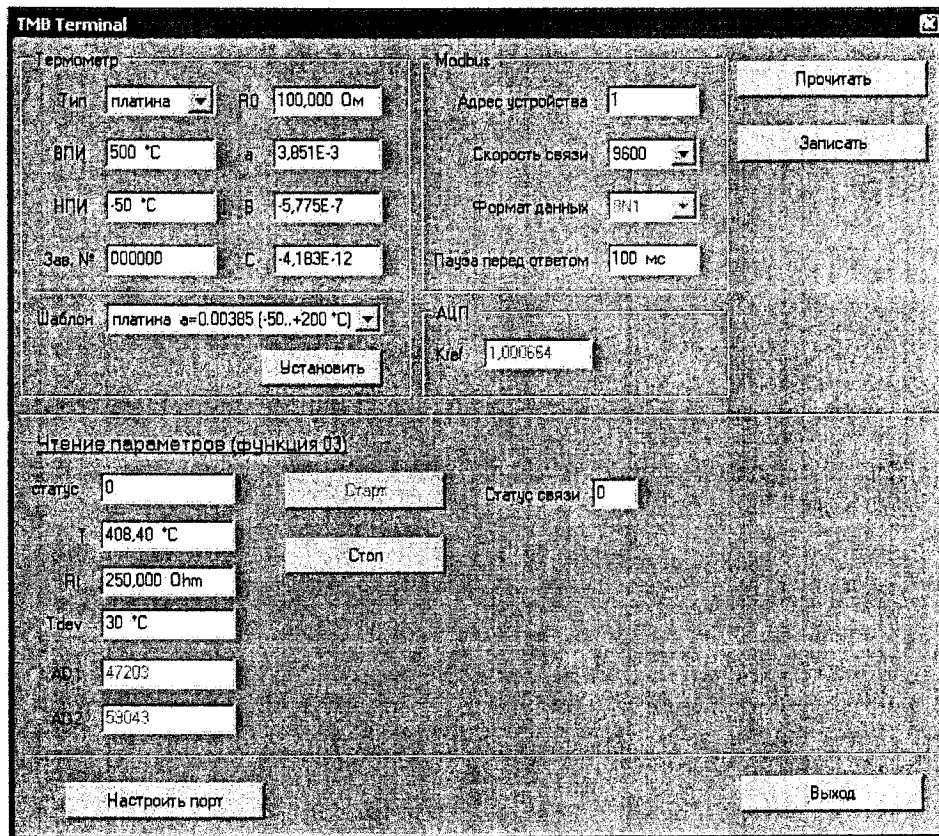 TMB Terminal
Термометр
Тип платина R0 100,000 Ом
ВПИ 500 °C a 3,851E-3
НПИ -50 °C B -5,775E-7
Зав. № 000000 C -4,183E-12
Шаблон платина a=0.00385 (-50..+200 °C)
Установить
Modbus
Адрес устройства 1
Скорость связи 9600
Формат данных 8N1
Пауза перед ответом 100 мс
АЦП
Kref 1,000664
Прочитать
Записать
Чтение параметров (функция 03)
статус 0 Старт Статус связи 0
T 408,40 °C Стоп
Rt 250,000 Ohm
Tdev 30 °C
AD1 47203
AD2 59043
Настроить порт Выход